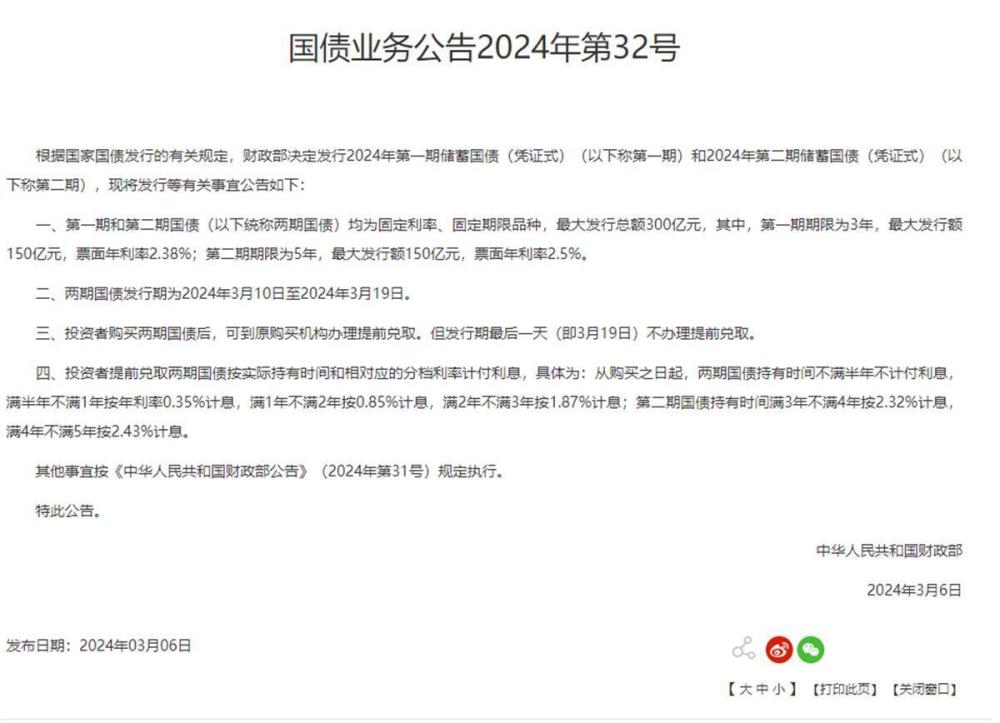 国债业务公告2024年第32号
根据国家国债发行的有关规定，财政部决定发行2024年第一期储蓄国债（凭证式）（以下称第一期）和2024年第二期储蓄国债（凭证式）（以
下称第二期），现将发行等有关事宜公告如下：
一、第一期和第二期国债（以下统称两期国债）均为固定利率、固定期限品种，最大发行总额300亿元，其中，第一期期限为3年，最大发行额
150亿元，票面年利率2.38%；第二期期限为5年，最大发行额150亿元，票面年利率2.5%。
二、两期国债发行期为2024年3月10日至2024年3月19日。
三、投资者购买两期国债后，可到原购买机构办理提前兑取。但发行期最后一天（即3月19日）不办理提前兑取。
四、投资者提前兑取两期国债按实际持有时间和相对应的分档利率计付利息，具体为：从购买之日起，两期国债持有时间不满半年不计付利息，
满半年不满1年按年利率0.35%计息，满1年不满2年按0.85%计息，满2年不满3年按1.87%计息；第二期国债持有时间满3年不满4年按2.32%计息，
满4年不满5年按2.43%计息。
其他事宜按《中华人民共和国财政部公告》（2024年第31号）规定执行。
特此公告。
中华人民共和国财政部
2024年3月6日
发布日期：2024年03月06日
【大 中 小】 【打印此页】 【关闭窗口】